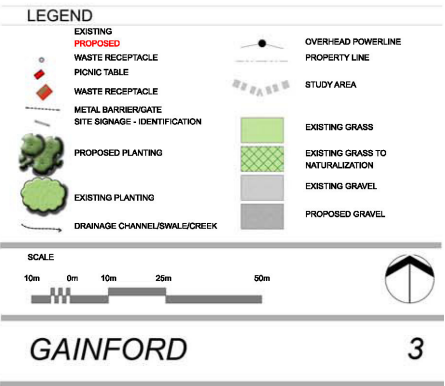 LEGEND
EXISTING
PROPOSED
WASTE RECEPTACLE
PICNIC TABLE
WASTE RECEPTACLE
METAL BARRIER/GATE
SITE SIGNAGE - IDENTIFICATION
PROPOSED PLANTING
EXISTING PLANTING
DRAINAGE CHANNEL/SWALE/CREEK
OVERHEAD POWERLINE
PROPERTY LINE
STUDY AREA
EXISTING GRASS
EXISTING GRASS TO
NATURALIZATION
EXISTING GRAVEL
PROPOSED GRAVEL
SCALE
10m 0m 10m 25m 50m
GAINFORD 3